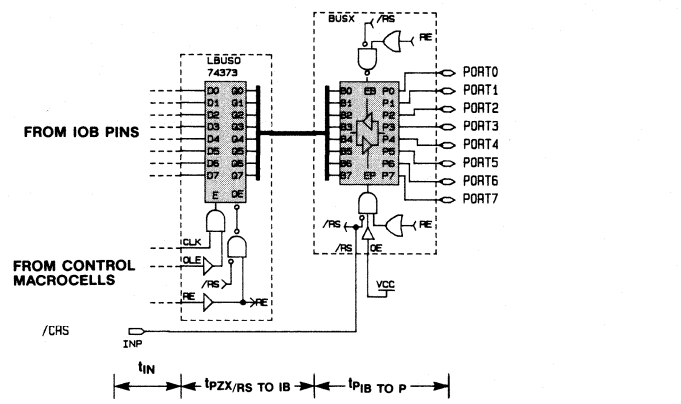 BUSX
/RS
RE
LBUSO
74373
D0 Q0
D1 Q1
D2 Q2
D3 Q3
D4 Q4
D5 Q5
D6 Q6
D7 Q7
E OE
B0 EB P0
B1 P1
B2 P2
B3 P3
B4 P4
B5 P5
B6 P6
B7 EP P7
PORT0
PORT1
PORT2
PORT3
PORT4
PORT5
PORT6
PORT7
FROM IOB PINS
CLK
OLE
/RS
RE
RE
/RS
RE
/RS
OE
VCC
FROM CONTROL
MACROCELLS
/CRS
INP
tIN
tPZX/RS TO IB
tPIB TO P